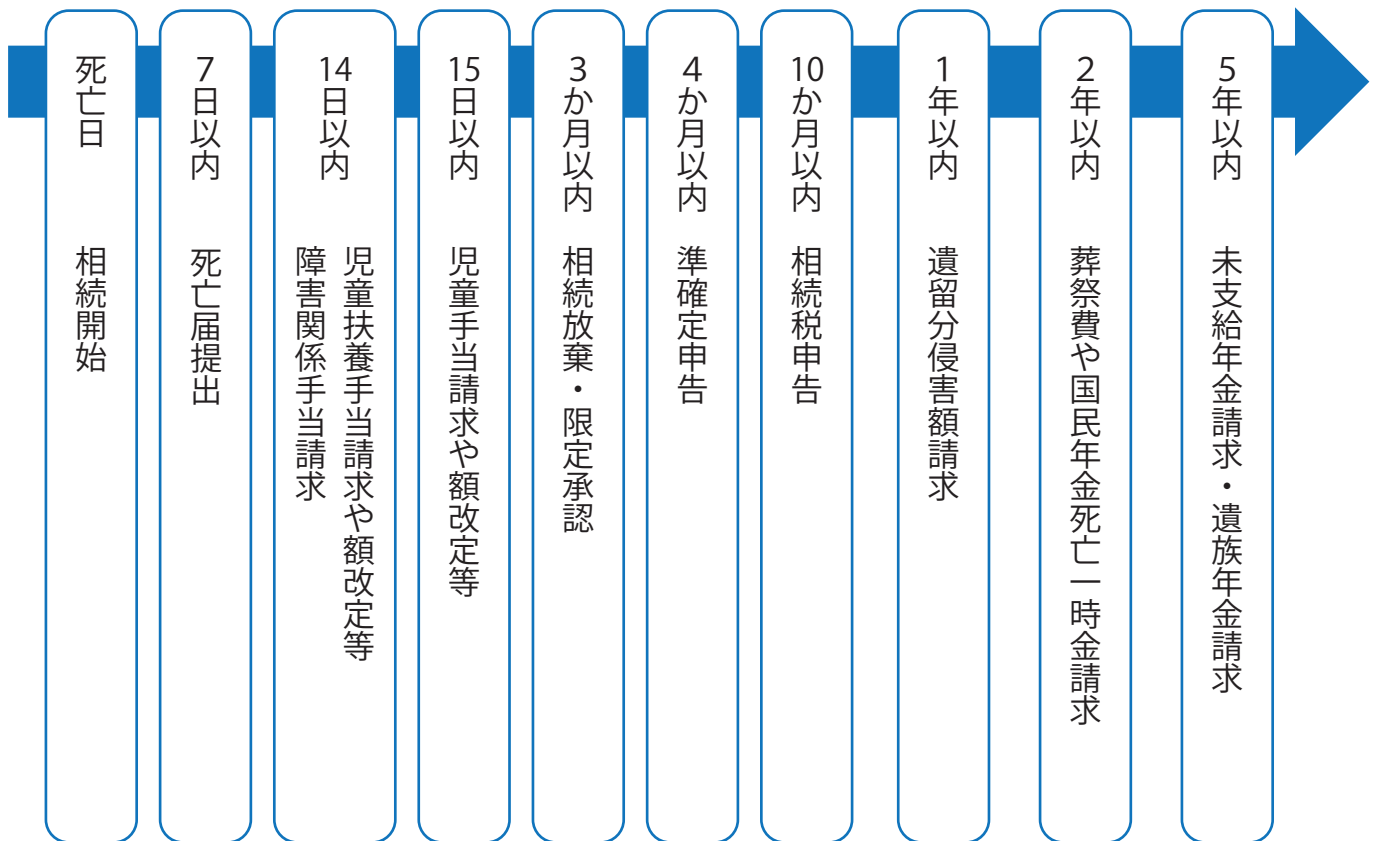 死亡日
相続開始
7日以内
死亡届提出
14日以内
児童扶養手当請求や額改定等
障害関係手当請求
15日以内
児童手当請求や額改定等
3か月以内
相続放棄・限定承認
4か月以内
準確定申告
10か月以内
相続税申告
1年以内
遺留分侵害額請求
2年以内
葬祭費や国民年金死亡一時金請求
5年以内
未支給年金請求・遺族年金請求